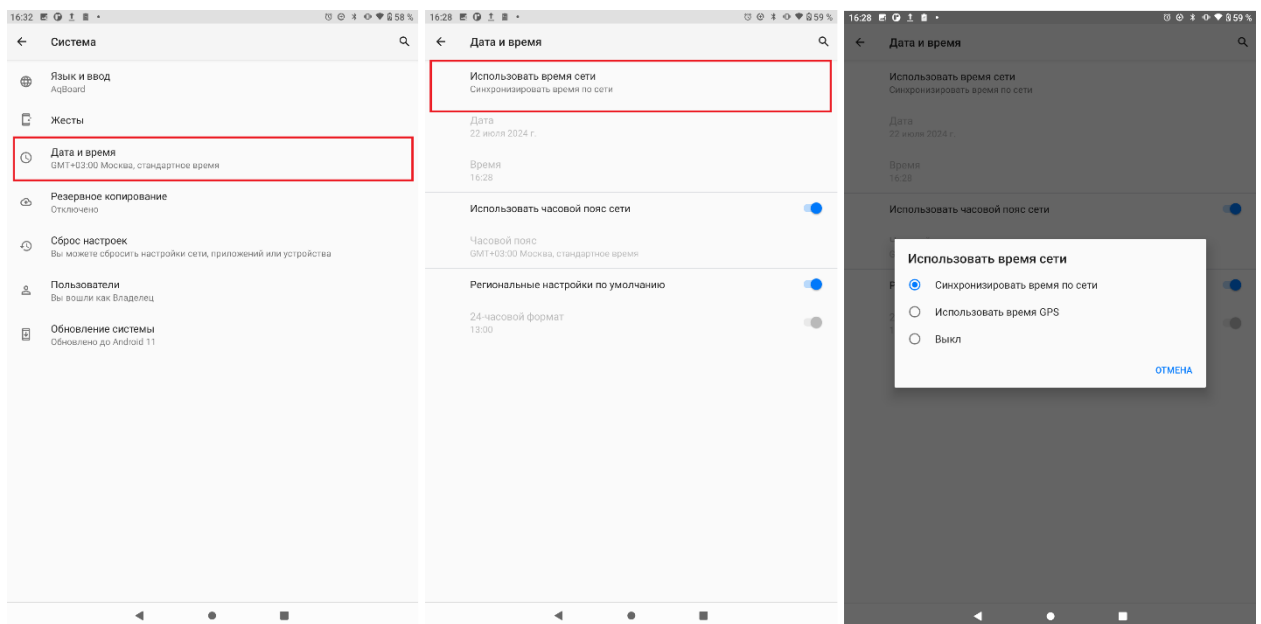 16:32
58 %
Система
Язык и ввод
AqBoard
Жесты
Дата и время
GMT+03:00 Москва, стандартное время
Резервное копирование
Отключено
Сброс настроек
Вы можете сбросить настройки сети, приложений или устройства
Пользователи
Вы вошли как Владелец
Обновление системы
Обновлено до Android 11
16:28
59 %
Дата и время
Использовать время сети
Синхронизировать время по сети
Дата
22 июля 2024 г.
Время
16:28
Использовать часовой пояс сети
Часовой пояс
GMT+03:00 Москва, стандартное время
Региональные настройки по умолчанию
24-часовой формат
13:00
16:28
59 %
Дата и время
Использовать время сети
Синхронизировать время по сети
Дата
22 июля 2024 г.
Время
16:28
Использовать часовой пояс сети
Использовать время сети
Синхронизировать время по сети
Использовать время GPS
Выкл
ОТМЕНА